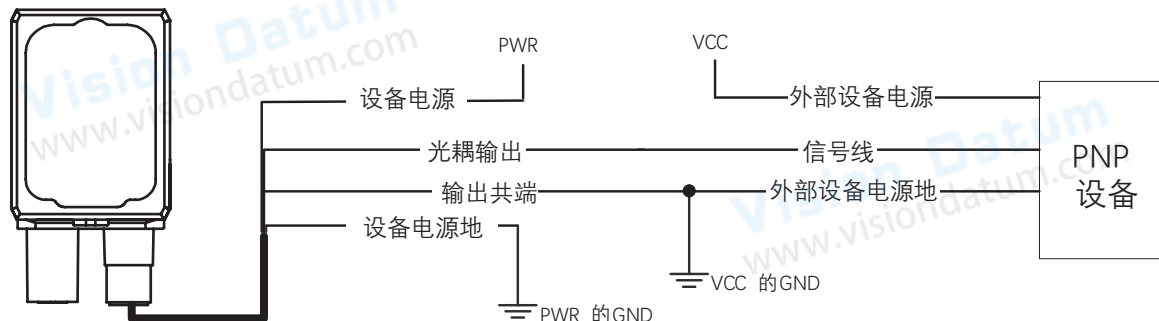 PWR
VCC
设备电源
外部设备电源
光耦输出
信号线
PNP
设备
输出共端
外部设备电源地
设备电源地
VCC 的GND
PWR 的GND
Vision Datum
www.visiondatum.com
Vision Datum
www.visiondatum.com